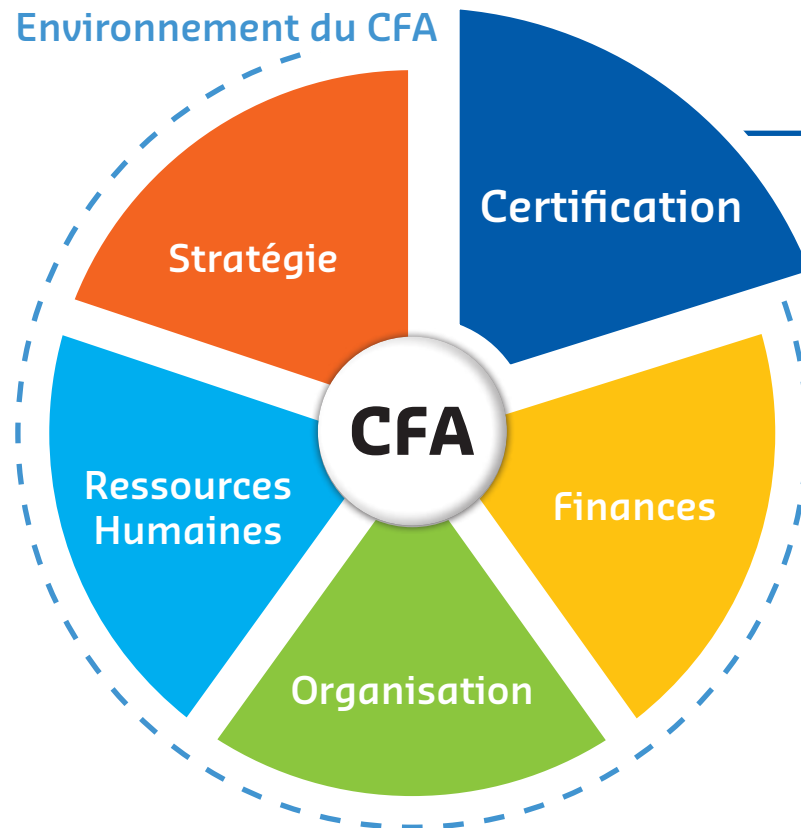 Environnement du CFA
Certification
Stratégie
CFA
Ressources
Humaines
Finances
Organisation